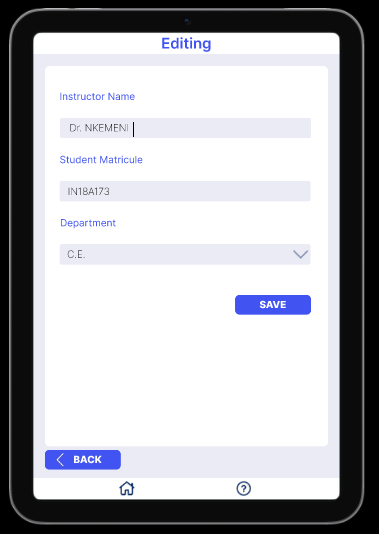 Editing
Instructor Name
Dr. NKEMENI
Student Matricule
IN18A173
Department
C.E.
SAVE
BACK
?